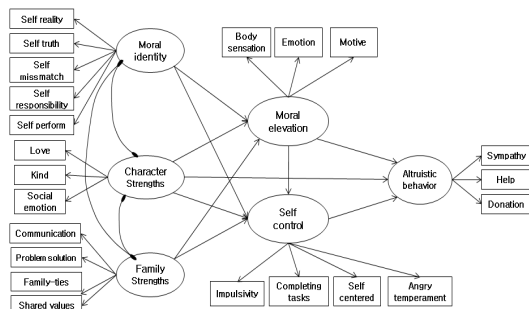 Self reality
Self truth
Self
missmatch
Self
responsibility
Self perform
Love
Kind
Social
emotion
Communication
Problem solution
Family-ties
Shared values
Moral
identity
Character
Strengths
Family
Strengths
Body
sensation
Emotion
Motive
Moral
elevation
Self
control
Impulsivity
Completing
tasks
Self
centered
Angry
temperament
Altruistic
behavior
Sympathy
Help
Donation